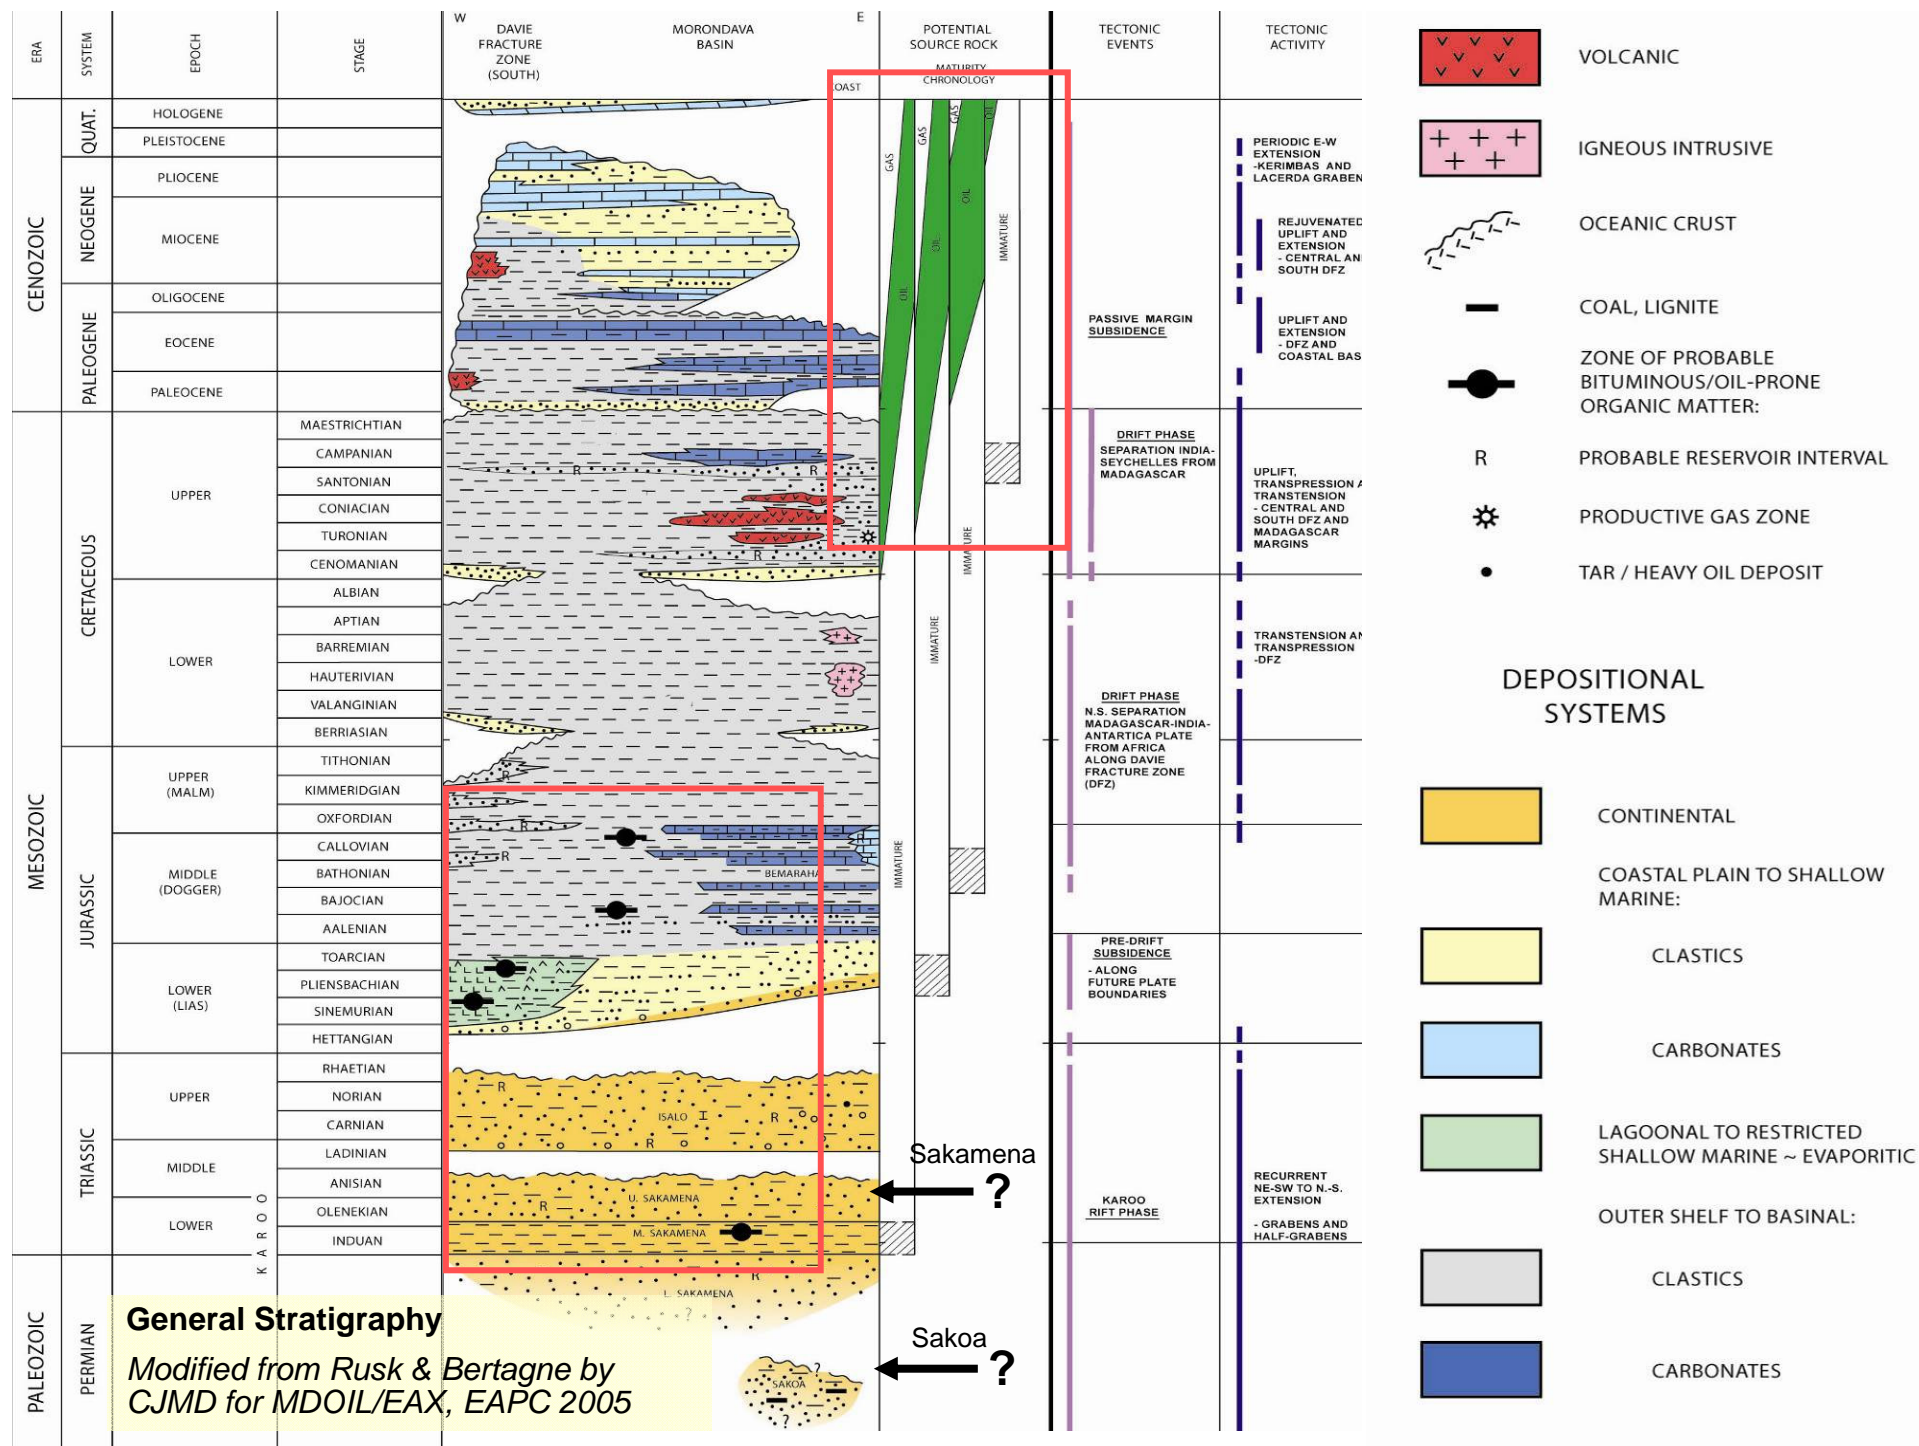 W
E
ERA
SYSTEM
EPOCH
STAGE
DAVIE
FRACTURE
ZONE
(SOUTH)
MORONDAVA
BASIN
POTENTIAL
SOURCE ROCK
MATURITY
CHRONOLOGY
TECTONIC
EVENTS
TECTONIC
ACTIVITY
OAST
CENOZOIC
MESOZOIC
PALEOZOIC
QUAT.
NEOGENE
PALEOGENE
CRETACEOUS
JURASSIC
TRIASSIC
PERMIAN
HOLOGENE
PLEISTOCENE
PLIOCENE
MIOCENE
OLIGOCENE
EOCENE
PALEOCENE
UPPER
LOWER
UPPER
(MALM)
MIDDLE
(DOGGER)
LOWER
(LIAS)
UPPER
MIDDLE
LOWER
KAROO
MAESTRICHTIAN
CAMPANIAN
SANTONIAN
CONIACIAN
TURONIAN
CENOMANIAN
ALBIAN
APTIAN
BARREMIAN
HAUTERIVIAN
VALANGINIAN
BERRIASIAN
TITHONIAN
KIMMERIDGIAN
OXFORDIAN
CALLOVIAN
BATHONIAN
BAJOCIAN
AALENIAN
TOARCIAN
PLIENSBACHIAN
SINEMURIAN
HETTANGIAN
RHAETIAN
NORIAN
CARNIAN
LADINIAN
ANISIAN
OLENEKIAN
INDUAN
R
R
R
R
R
R
R
BEMARAHA
R
ISALO I
R
R
U. SAKAMENA
R
M. SAKAMENA
R
L. SAKAMENA
?
?
SAKOA
?
GAS
OIL
IMMATURE
GAS
OIL
IMMATURE
GAS
OIL
IMMATURE
OIL
IMMATURE
Sakamena
?
Sakoa
?
PASSIVE MARGIN
SUBSIDENCE
DRIFT PHASE
SEPARATION INDIA-
SEYCHELLES FROM
MADAGASCAR
DRIFT PHASE
N.S. SEPARATION
MADAGASCAR-INDIA-
ANTARTICA PLATE
FROM AFRICA
ALONG DAVIE
FRACTURE ZONE
(DFZ)
PRE-DRIFT
SUBSIDENCE
- ALONG
FUTURE PLATE
BOUNDARIES
KAROO
RIFT PHASE
PERIODIC E-W
EXTENSION
-KERIMBAS AND
LACERDA GRABEN
REJUVENATED
UPLIFT AND
EXTENSION
- CENTRAL AN
SOUTH DFZ
UPLIFT AND
EXTENSION
- DFZ AND
COASTAL BAS
UPLIFT,
TRANSPRESSION A
TRANSTENSION
- CENTRAL AND
SOUTH DFZ AND
MADAGASCAR
MARGINS
TRANSTENSION AN
TRANSPRESSION
-DFZ
RECURRENT
NE-SW TO N.-S.
EXTENSION
- GRABENS AND
HALF-GRABENS
General Stratigraphy
Modified from Rusk & Bertagne by
CJMD for MDOIL/EAX, EAPC 2005
VOLCANIC
IGNEOUS INTRUSIVE
OCEANIC CRUST
COAL, LIGNITE
ZONE OF PROBABLE
BITUMINOUS/OIL-PRONE
ORGANIC MATTER:
R PROBABLE RESERVOIR INTERVAL
PRODUCTIVE GAS ZONE
TAR / HEAVY OIL DEPOSIT
DEPOSITIONAL
SYSTEMS
CONTINENTAL
COASTAL PLAIN TO SHALLOW
MARINE:
CLASTICS
CARBONATES
LAGOONAL TO RESTRICTED
SHALLOW MARINE ~ EVAPORITIC
OUTER SHELF TO BASINAL:
CLASTICS
CARBONATES